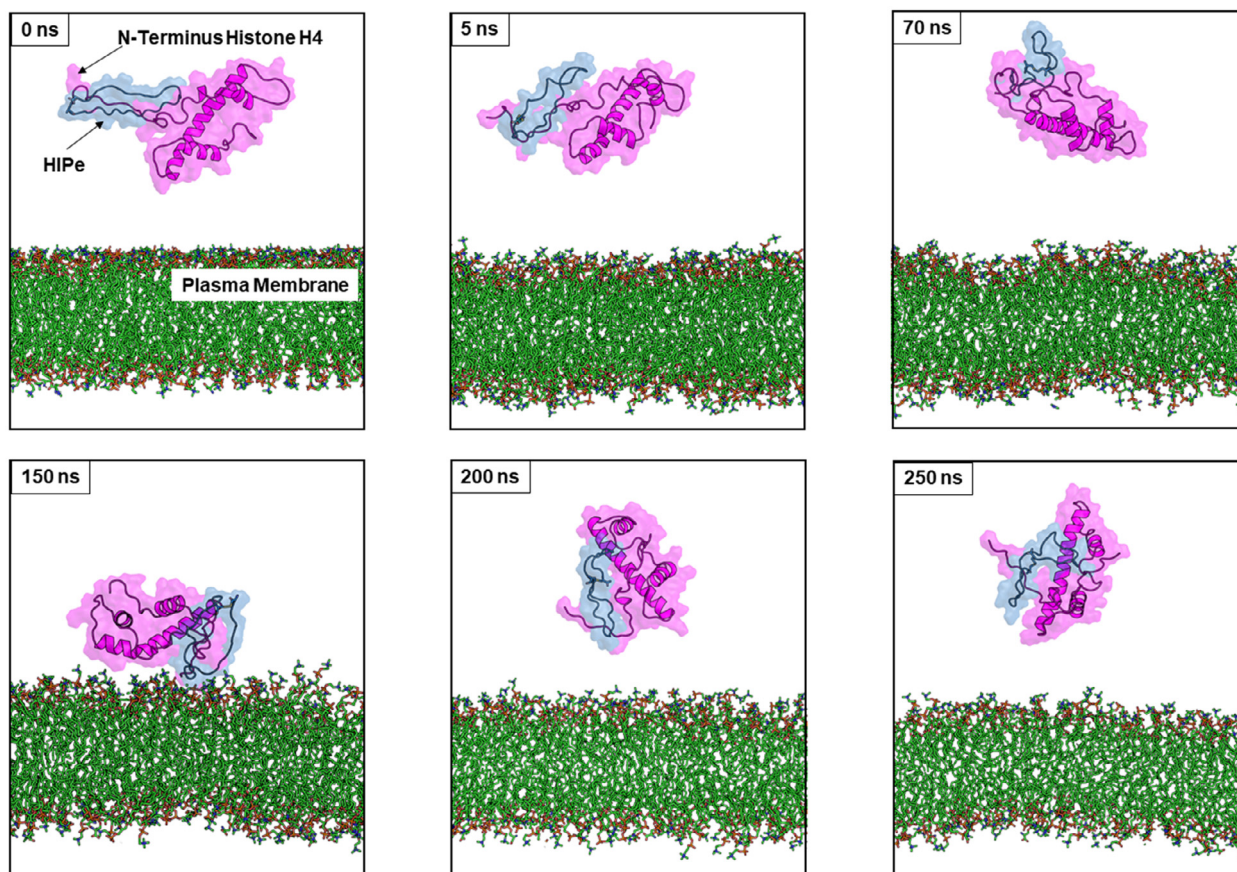 0 ns
N-Terminus Histone H4
HIPe
Plasma Membrane
5 ns
70 ns
150 ns
200 ns
250 ns